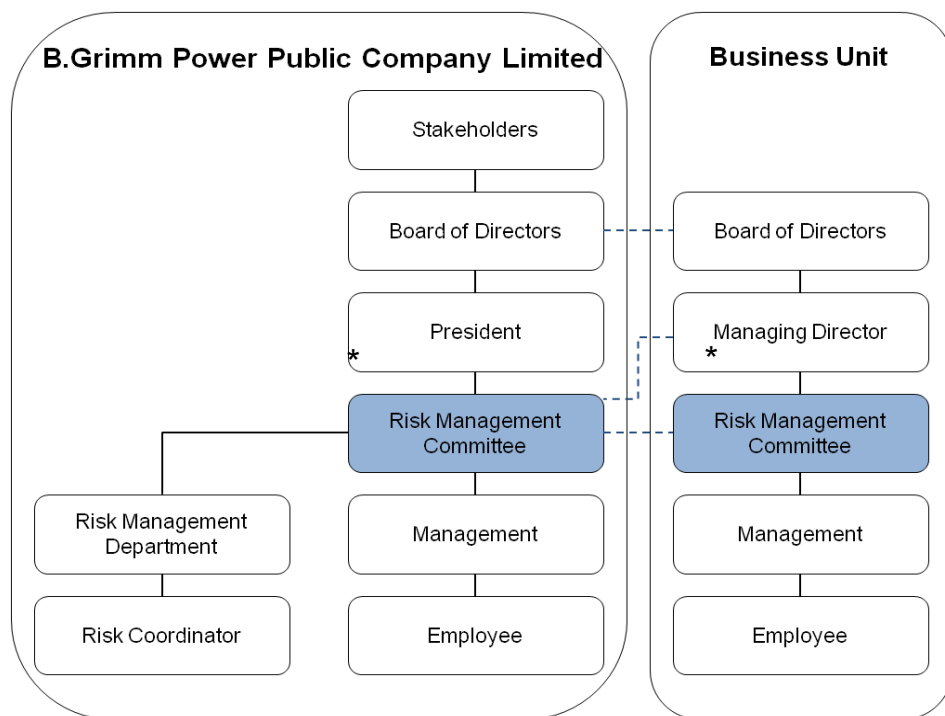 B.Grimm Power Public Company Limited
Business Unit
Stakeholders
Board of Directors
Board of Directors
President
*
Managing Director
*
Risk Management
Committee
Risk Management
Committee
Risk Management
Department
Management
Management
Risk Coordinator
Employee
Employee